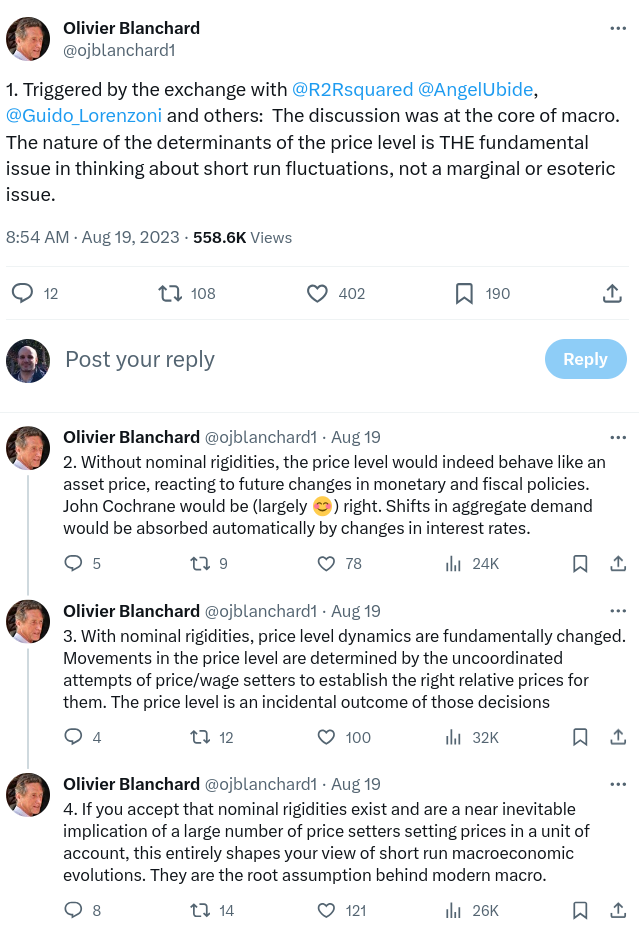 Olivier Blanchard
@ojblanchard1
1. Triggered by the exchange with @R2Rsquared @AngelUbide,
@Guido_Lorenzoni and others:  The discussion was at the core of macro.
The nature of the determinants of the price level is THE fundamental
issue in thinking about short run fluctuations, not a marginal or esoteric
issue.
8:54 AM · Aug 19, 2023 · 558.6K Views
12 108 402 190
Post your reply
Reply
Olivier Blanchard @ojblanchard1 · Aug 19
2. Without nominal rigidities, the price level would indeed behave like an
asset price, reacting to future changes in monetary and fiscal policies.
John Cochrane would be (largely 😊) right. Shifts in aggregate demand
would be absorbed automatically by changes in interest rates.
5 9 78 24K
Olivier Blanchard @ojblanchard1 · Aug 19
3. With nominal rigidities, price level dynamics are fundamentally changed.
Movements in the price level are determined by the uncoordinated
attempts of price/wage setters to establish the right relative prices for
them. The price level is an incidental outcome of those decisions
4 12 100 32K
Olivier Blanchard @ojblanchard1 · Aug 19
4. If you accept that nominal rigidities exist and are a near inevitable
implication of a large number of price setters setting prices in a unit of
account, this entirely shapes your view of short run macroeconomic
evolutions. They are the root assumption behind modern macro.
8 14 121 26K